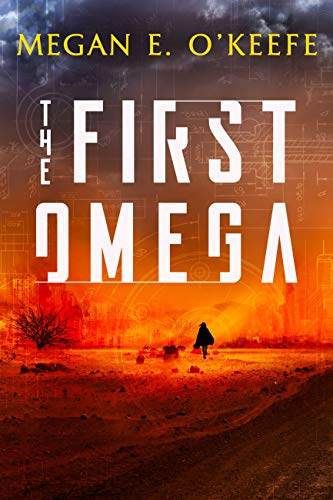 MEGAN E. O'KEEFE
THE
FIRST
OMEGA